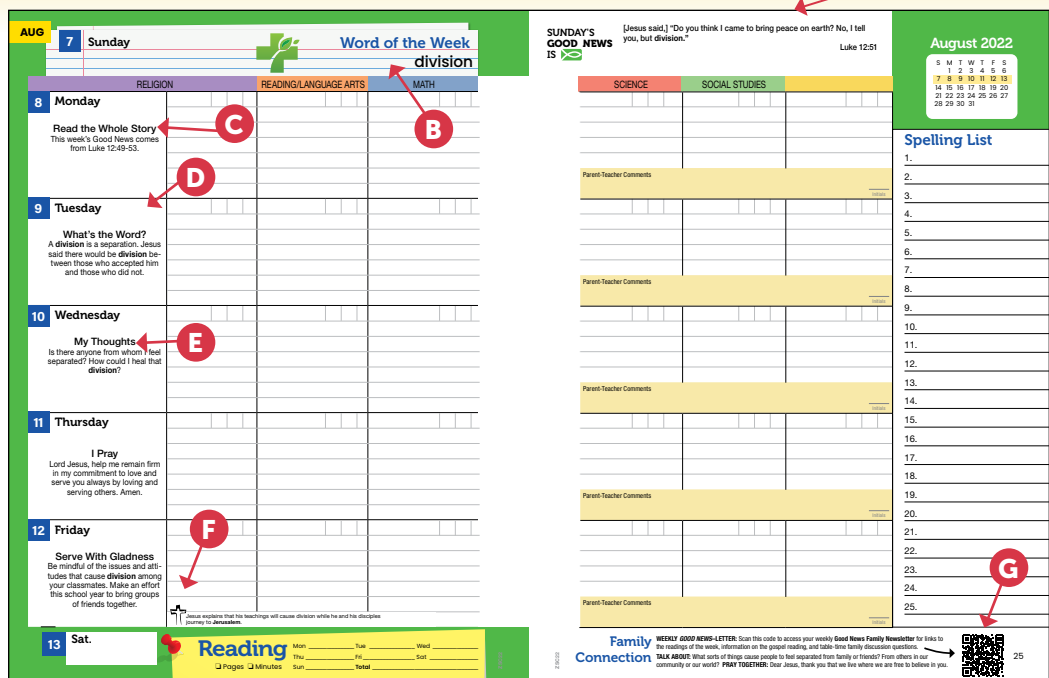 AUG
7 Sunday
Word of the Week
division
RELIGION READING/LANGUAGE ARTS MATH
8 Monday
Read the Whole Story
This week's Good News comes
from Luke 12:49-53.
C
B
D
9 Tuesday
What's the Word?
A division is a separation. Jesus
said there would be division be-
tween those who accepted him
and those who did not.
10 Wednesday
My Thoughts
Is there anyone from whom I feel
separated? How could I heal that
division?
E
11 Thursday
I Pray
Lord Jesus, help me remain firm
in my commitment to love and
serve you always by loving and
serving others. Amen.
12 Friday
Serve With Gladness
Be mindful of the issues and atti-
tudes that cause division among
your classmates. Make an effort
this school year to bring groups
of friends together.
F
Jesus explains that his teachings will cause division while he and his disciples
journey to Jerusalem.
13 Sat.
Reading
Mon Tue Wed
Thu Fri Sat
Pages Minutes Sun Total
SUNDAY'S
GOOD NEWS
IS
[Jesus said,] “Do you think I came to bring peace on earth? No, I tell
you, but division.”
Luke 12:51
SCIENCE SOCIAL STUDIES
Parent-Teacher Comments
Initials
Parent-Teacher Comments
Initials
Parent-Teacher Comments
Initials
Parent-Teacher Comments
Initials
Parent-Teacher Comments
Initials
August 2022
S M T W T F S
1 2 3 4 5 6
7 8 9 10 11 12 13
14 15 16 17 18 19 20
21 22 23 24 25 26 27
28 29 30 31
Spelling List
1.
2.
3.
4.
5.
6.
7.
8.
9.
10.
11.
12.
13.
14.
15.
16.
17.
18.
19.
20.
21.
22.
23.
24.
25.
G
Family
Connection
WEEKLY GOOD NEWS-LETTER: Scan this code to access your weekly Good News Family Newsletter for links to
the readings of the week, information on the gospel reading, and table-time family discussion questions.
TALK ABOUT: What sorts of things cause people to feel separated from family or friends? From others in our
community or our world? PRAY TOGETHER: Dear Jesus, thank you that we live where we are free to believe in you.
25